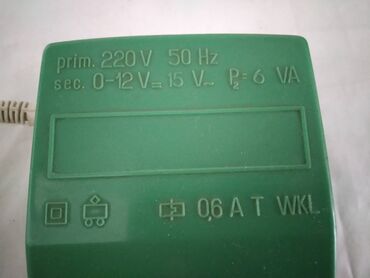 prim. 220 V 50 Hz
sec. 0-12 V= 15 V~ P₂= 6 VA
0,6 A T WKL